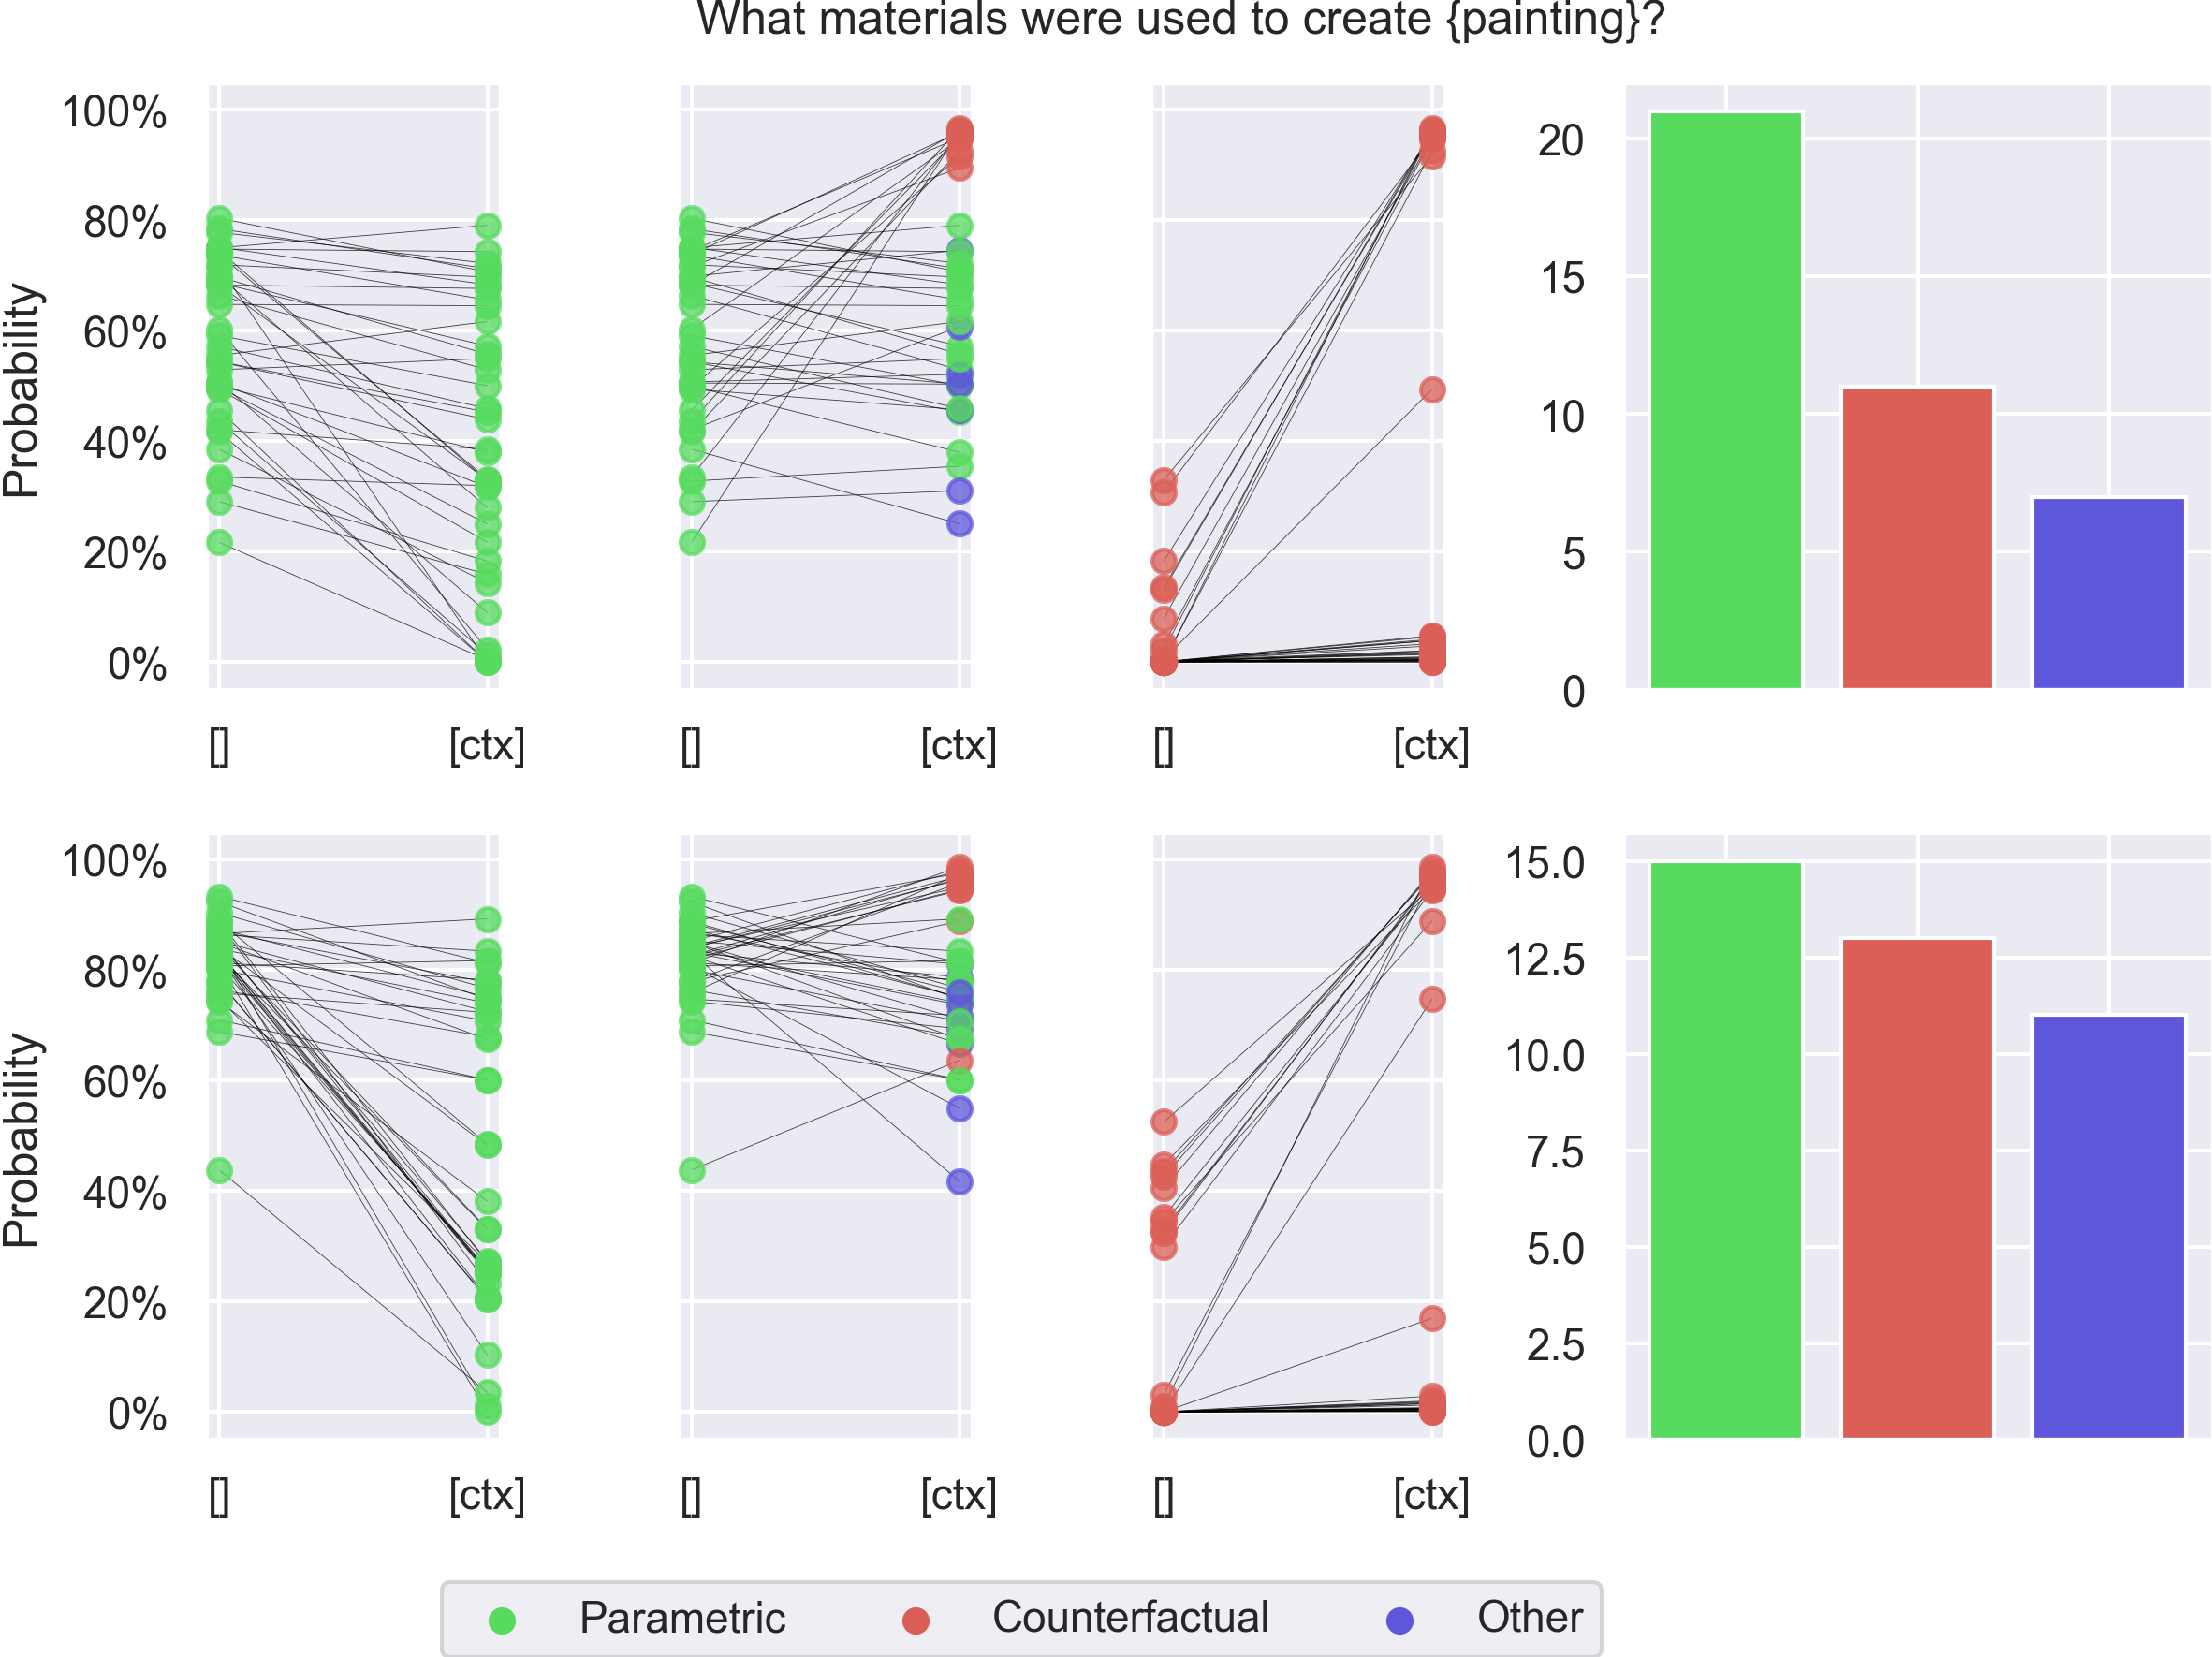 What materials were used to create {painting}?
Probability
100%
80%
60%
40%
20%
0%
[] [ctx]
[] [ctx]
[] [ctx]
20
15
10
5
0
Probability
100%
80%
60%
40%
20%
0%
[] [ctx]
[] [ctx]
[] [ctx]
15.0
12.5
10.0
7.5
5.0
2.5
0.0
Parametric Counterfactual Other